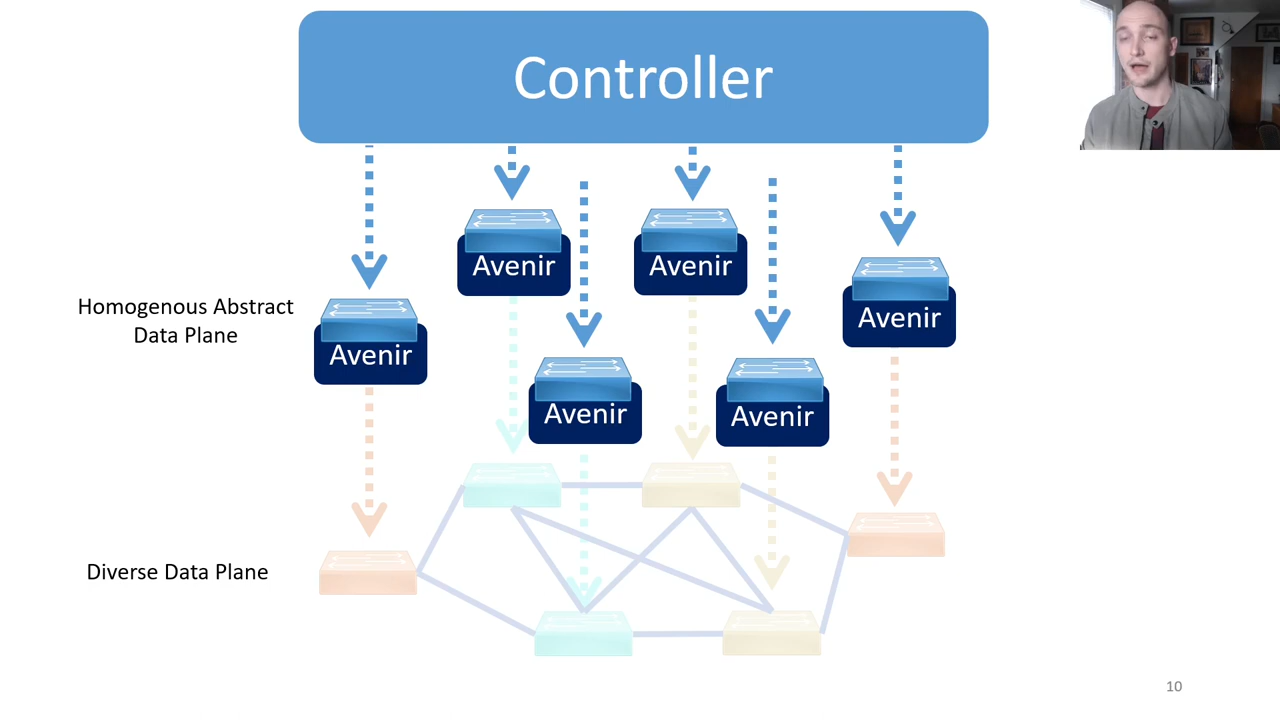 Controller
Avenir
Avenir
Avenir
Homogenous Abstract
Data Plane
Avenir
Avenir
Avenir
Diverse Data Plane
10